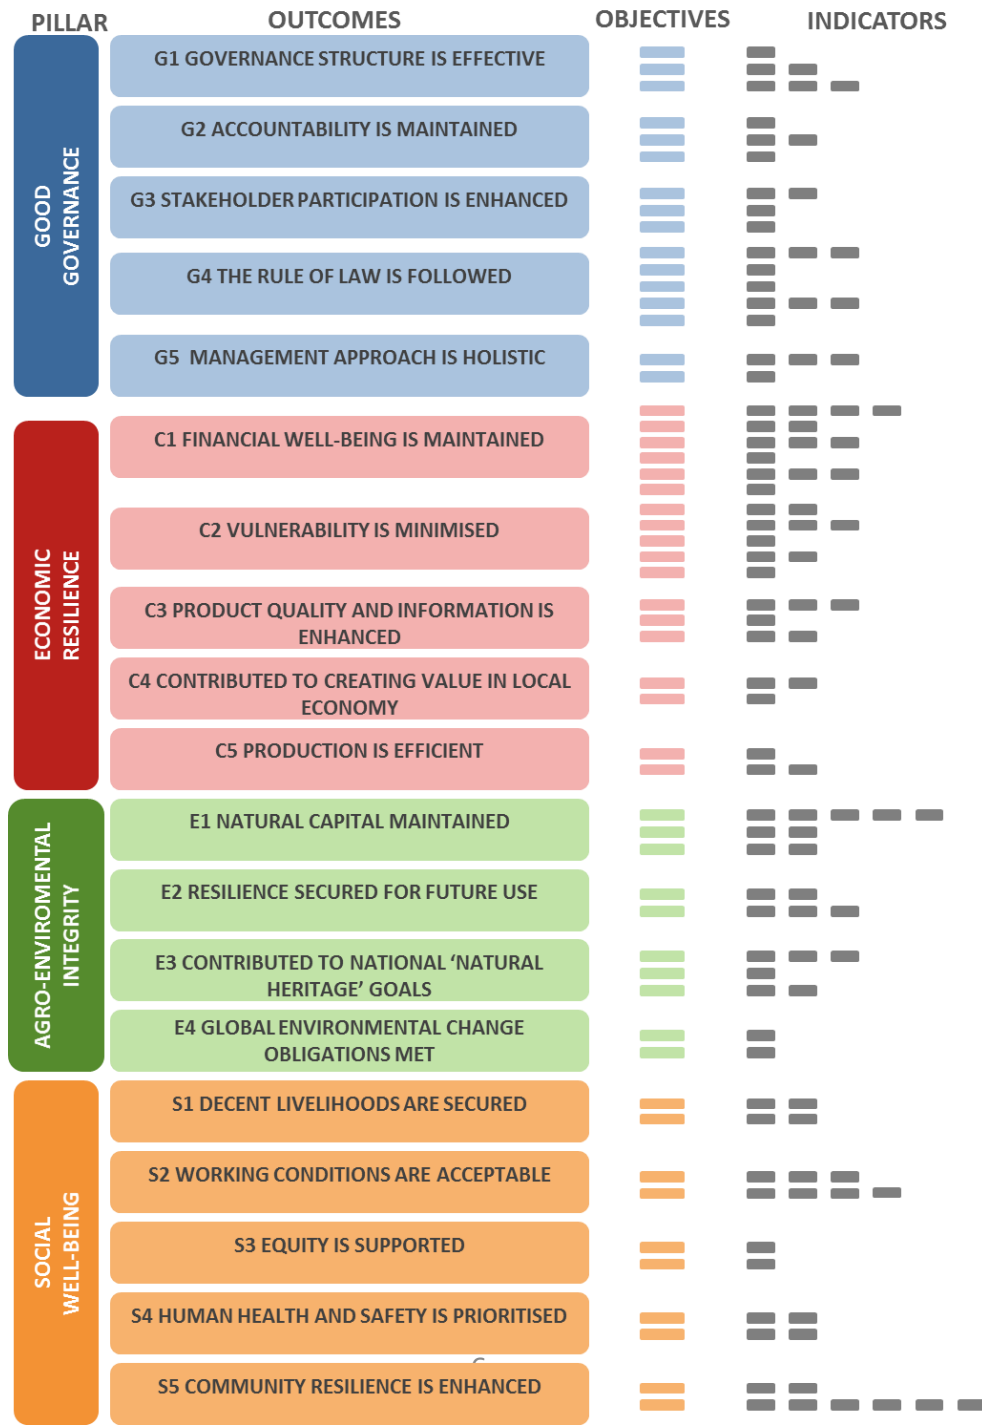 PILLAR OUTCOMES OBJECTIVES INDICATORS
GOOD
GOVERNANCE
G1 GOVERNANCE STRUCTURE IS EFFECTIVE
G2 ACCOUNTABILITY IS MAINTAINED
G3 STAKEHOLDER PARTICIPATION IS ENHANCED
G4 THE RULE OF LAW IS FOLLOWED
G5 MANAGEMENT APPROACH IS HOLISTIC
ECONOMIC
RESILIENCE
C1 FINANCIAL WELL-BEING IS MAINTAINED
C2 VULNERABILITY IS MINIMISED
C3 PRODUCT QUALITY AND INFORMATION IS
ENHANCED
C4 CONTRIBUTED TO CREATING VALUE IN LOCAL
ECONOMY
C5 PRODUCTION IS EFFICIENT
AGRO-ENVIROMENTAL
INTEGRITY
E1 NATURAL CAPITAL MAINTAINED
E2 RESILIENCE SECURED FOR FUTURE USE
E3 CONTRIBUTED TO NATIONAL ‘NATURAL
HERITAGE’ GOALS
E4 GLOBAL ENVIRONMENTAL CHANGE
OBLIGATIONS MET
SOCIAL
WELL-BEING
S1 DECENT LIVELIHOODS ARE SECURED
S2 WORKING CONDITIONS ARE ACCEPTABLE
S3 EQUITY IS SUPPORTED
S4 HUMAN HEALTH AND SAFETY IS PRIORITISED
S5 COMMUNITY RESILIENCE IS ENHANCED